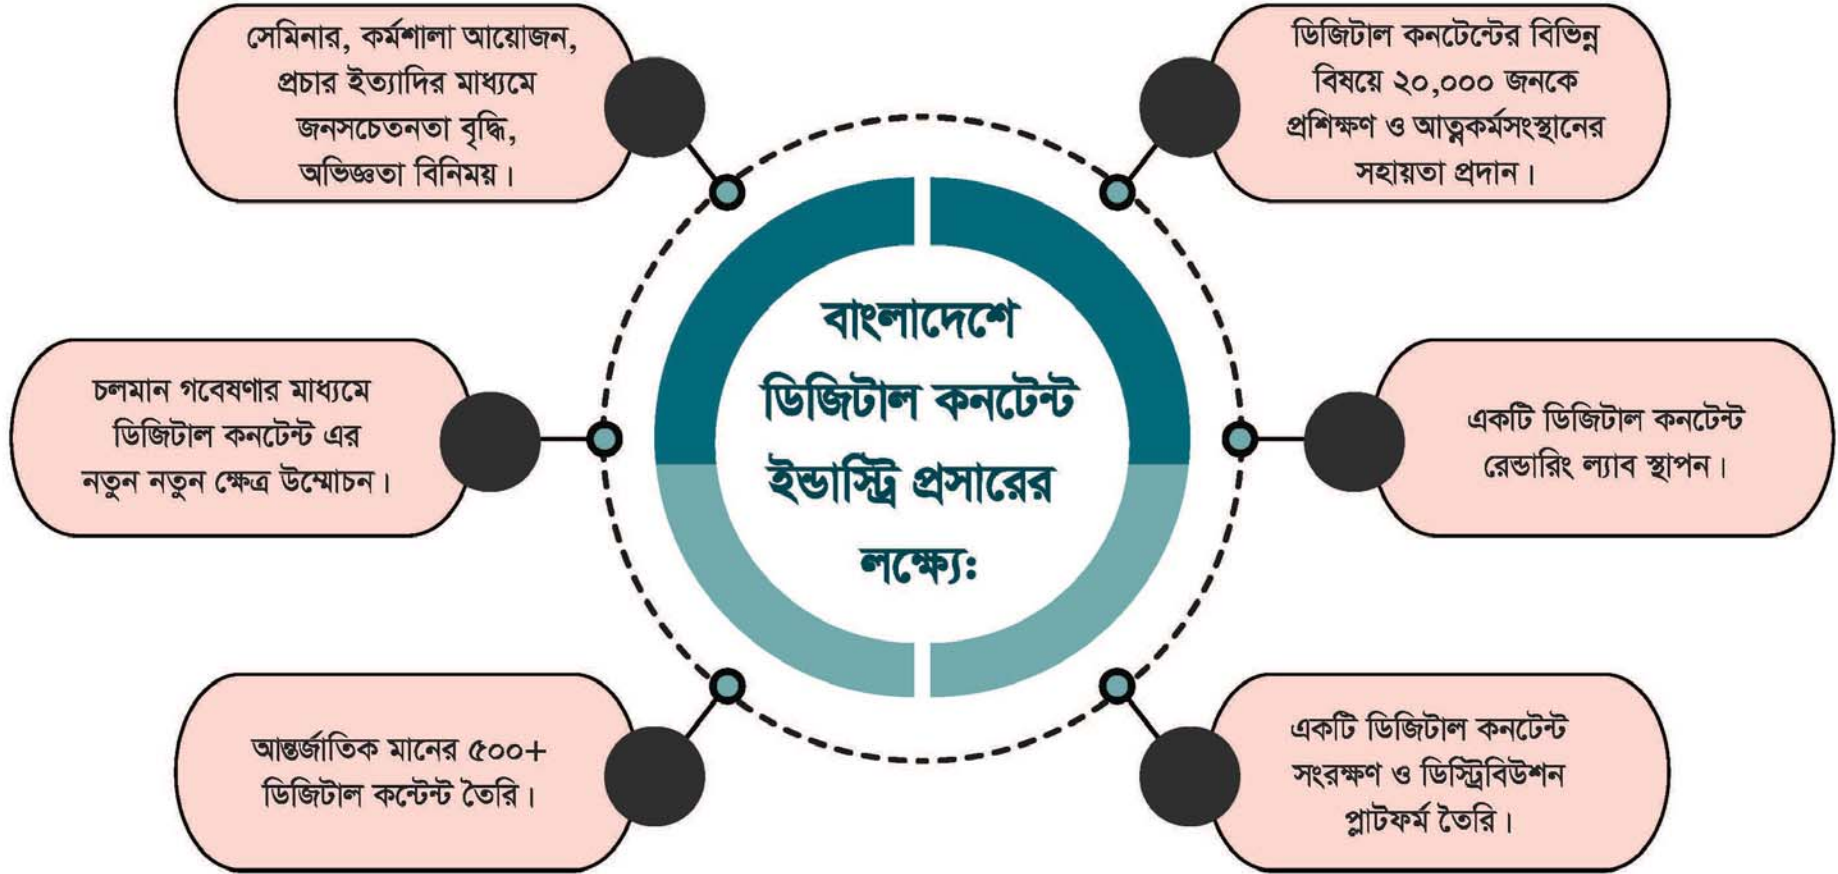 সেমিনার, কর্মশালা আয়োজন,
প্রচার ইত্যাদির মাধ্যমে
জনসচেতনতা বৃদ্ধি,
অভিজ্ঞতা বিনিময়।
ডিজিটাল কনটেন্টের বিভিন্ন
বিষয়ে ২০,০০০ জনকে
প্রশিক্ষণ ও আত্নকর্মসংস্থানের
সহায়তা প্রদান।
বাংলাদেশে
ডিজিটাল কনটেন্ট
ইন্ডাস্ট্রি প্রসারের
লক্ষ্যে:
চলমান গবেষণার মাধ্যমে
ডিজিটাল কনটেন্ট এর
নতুন নতুন ক্ষেত্র উম্মোচন।
একটি ডিজিটাল কনটেন্ট
রেন্ডারিং ল্যাব স্থাপন।
আন্তর্জাতিক মানের ৫০০+
ডিজিটাল কন্টেন্ট তৈরি।
একটি ডিজিটাল কনটেন্ট
সংরক্ষণ ও ডিস্ট্রিবিউশন
প্লাটফর্ম তৈরি।